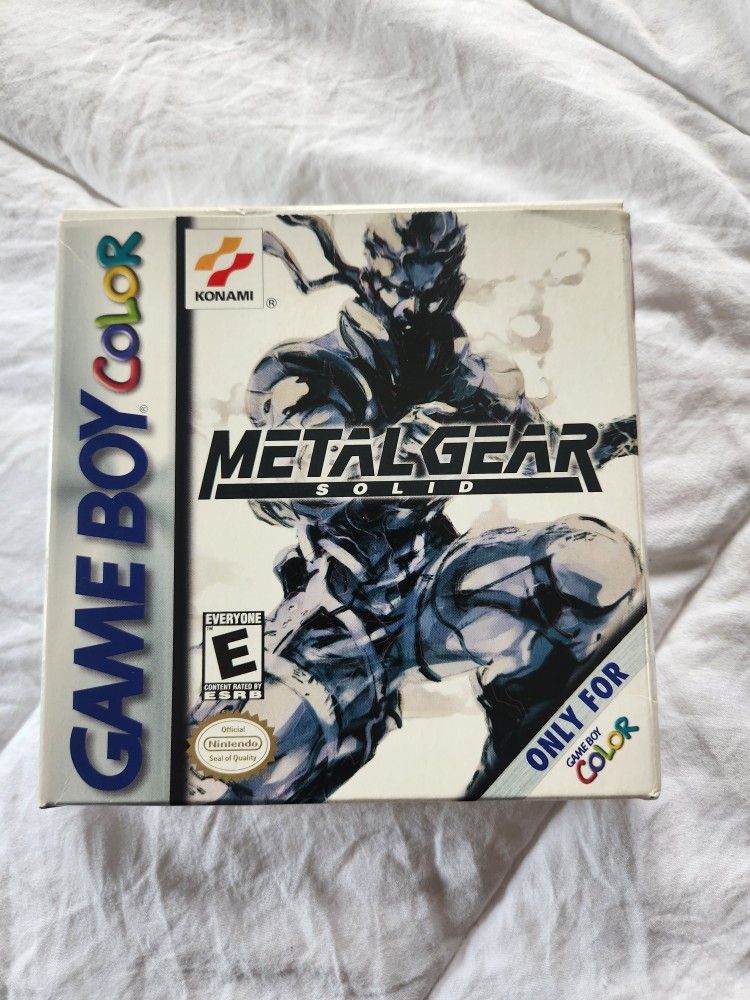 GAME BOY COLOR
®
KONAMI
®
METAL GEAR
SOLID
®
EVERYONE
™
E
CONTENT RATED BY
ESRB
Official
Nintendo
Seal of Quality
ONLY FOR
GAME BOY
COLOR